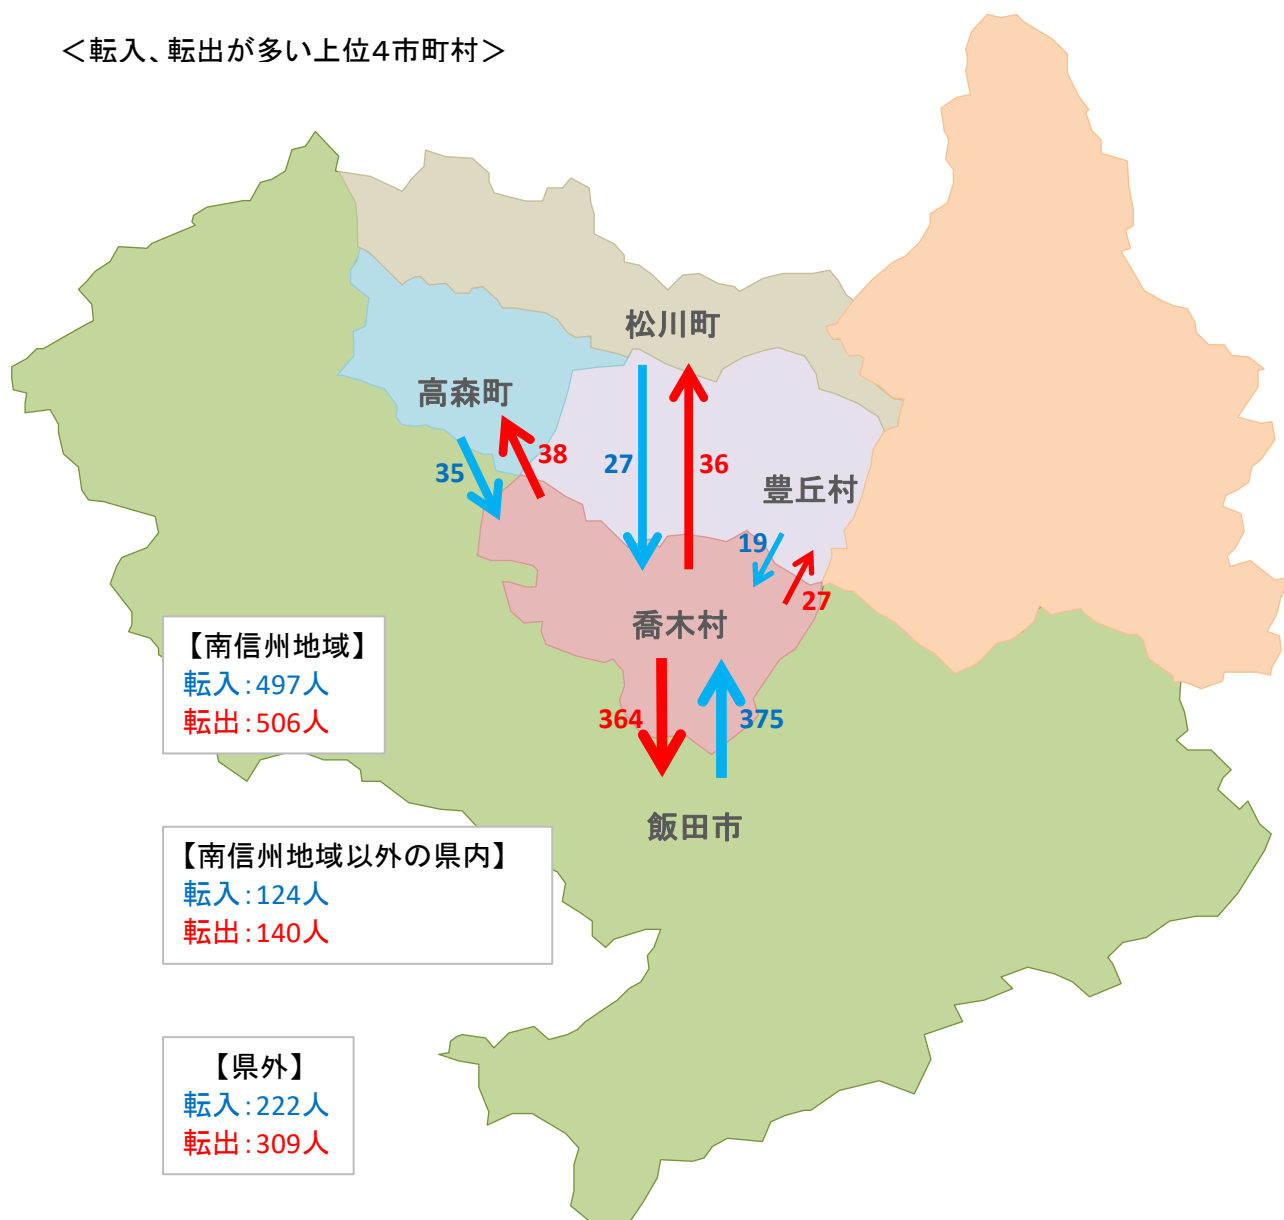 ＜転入、転出が多い上位4市町村＞
松川町
高森町
35
38
27
36
豊丘村
19
27
喬木村
364
375
飯田市
【南信州地域】
転入：497人
転出：506人
【南信州地域以外の県内】
転入：124人
転出：140人
【県外】
転入：222人
転出：309人